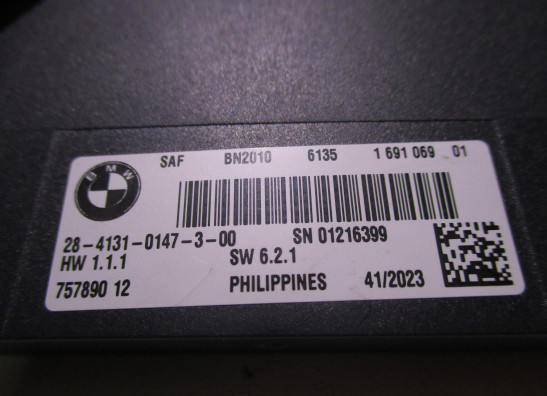 BMW
SAF BN2010 6135 1 691 069 01
28-4131-0147-3-00 SN 01216399
HW 1.1.1 SW 6.2.1
757890 12 PHILIPPINES 41/2023